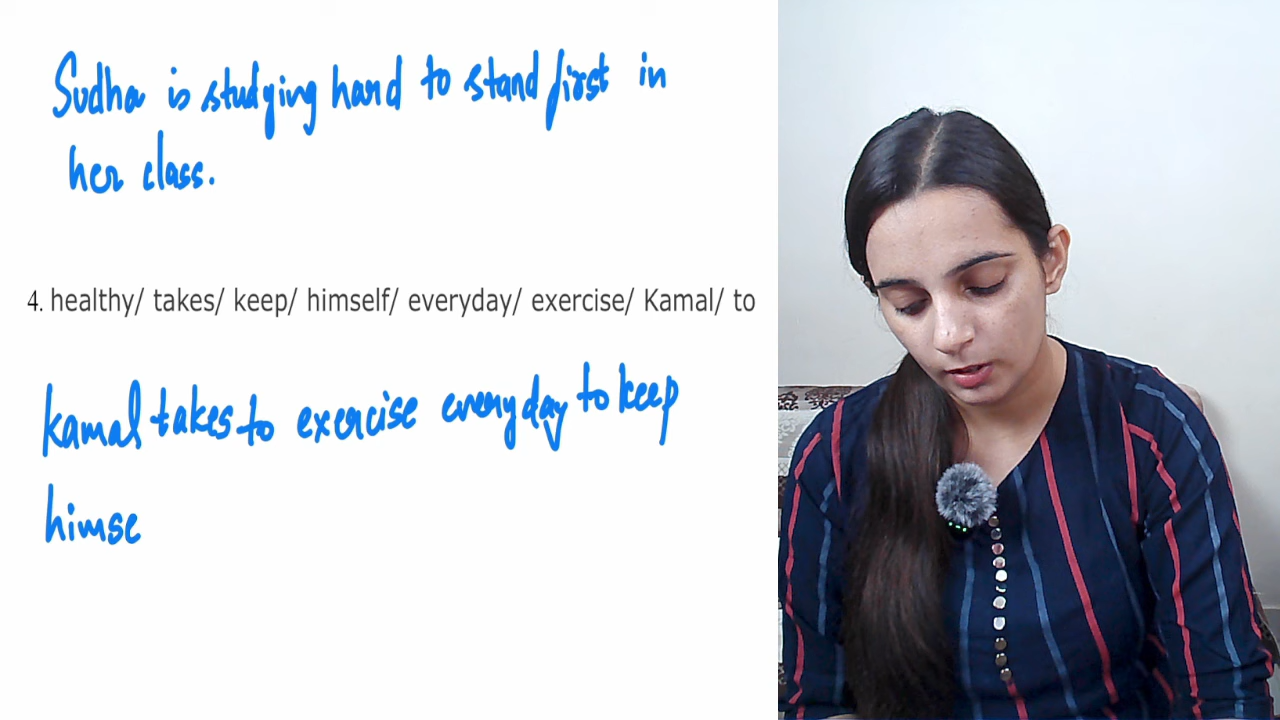 Sudha is studying hard to stand first in
her class.
4. healthy/ takes/ keep/ himself/ everyday/ exercise/ Kamal/ to
Kamal takes to exercise everyday to keep
himse